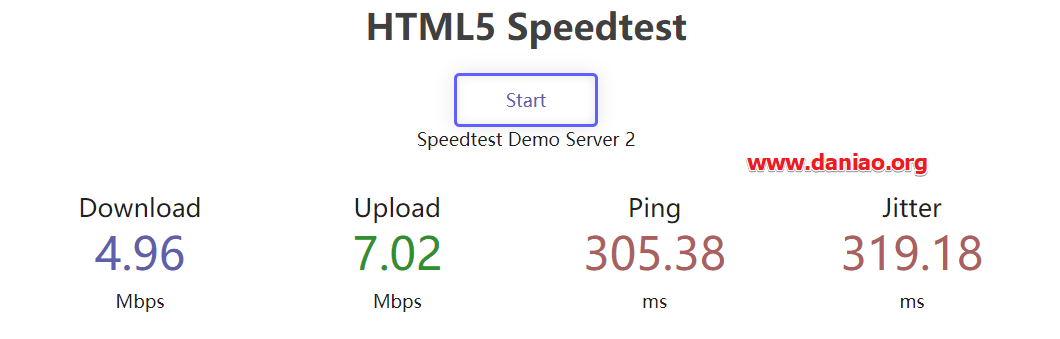 HTML5 Speedtest
Start
Speedtest Demo Server 2
www.daniao.org
Download Upload Ping Jitter
4.96 7.02 305.38 319.18
Mbps Mbps ms ms